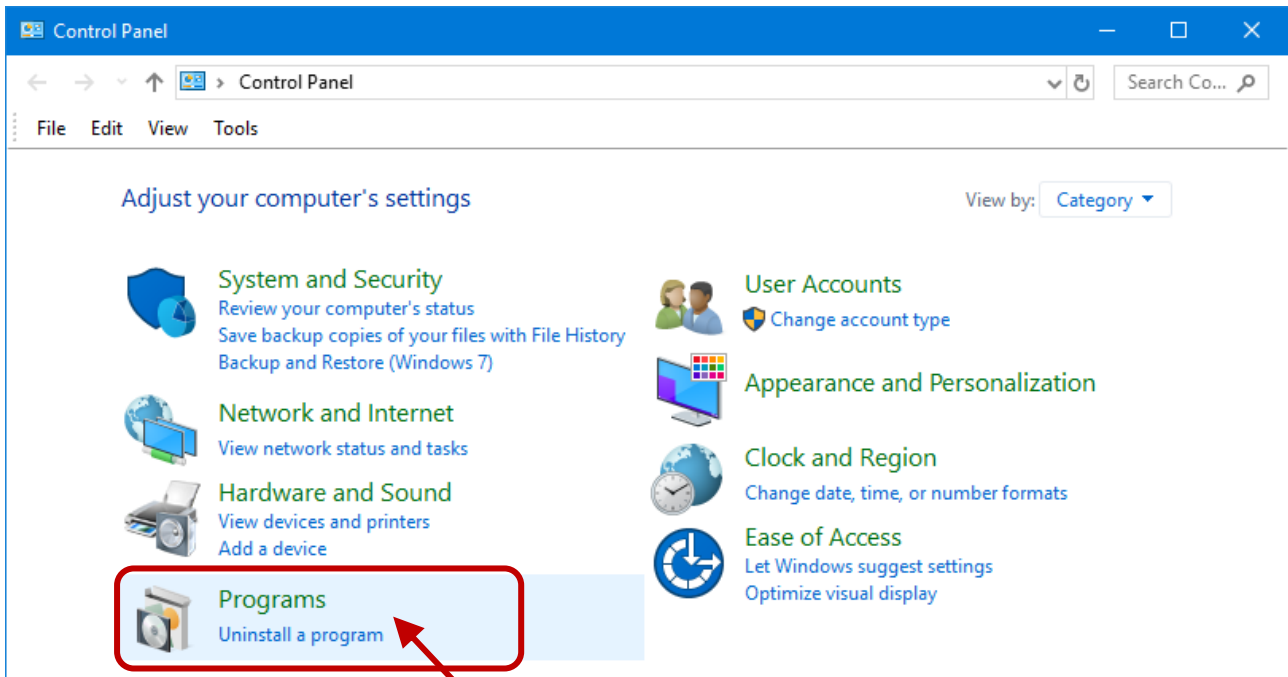 Control Panel
Control Panel
Search Co...
File Edit View Tools
Adjust your computer's settings
View by: Category
System and Security
Review your computer's status
Save backup copies of your files with File History
Backup and Restore (Windows 7)
Network and Internet
View network status and tasks
Hardware and Sound
View devices and printers
Add a device
Programs
Uninstall a program
User Accounts
Change account type
Appearance and Personalization
Clock and Region
Change date, time, or number formats
Ease of Access
Let Windows suggest settings
Optimize visual display